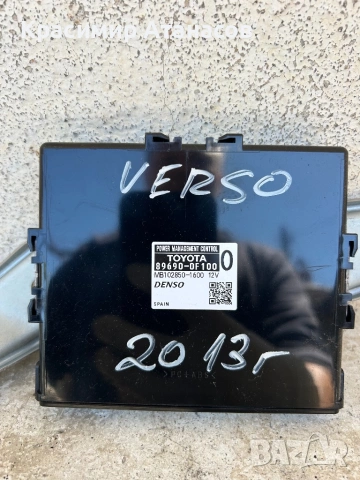 Красимир Атанасов
VERSO
POWER MANAGEMENT CONTROL
TOYOTA
89690-0F100 0
MB102850-1600 12V
DENSO
SPAIN
2013г
BAZAR